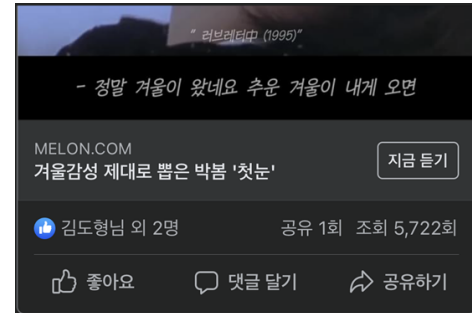 " 러브레터中 (1995)"
- 정말 겨울이 왔네요 추운 겨울이 내게 오면
MELON.COM
겨울감성 제대로 뽑은 박봄 '첫눈'
지금 듣기
김도형님 외 2명 공유 1회 조회 5,722회
좋아요 댓글 달기 공유하기